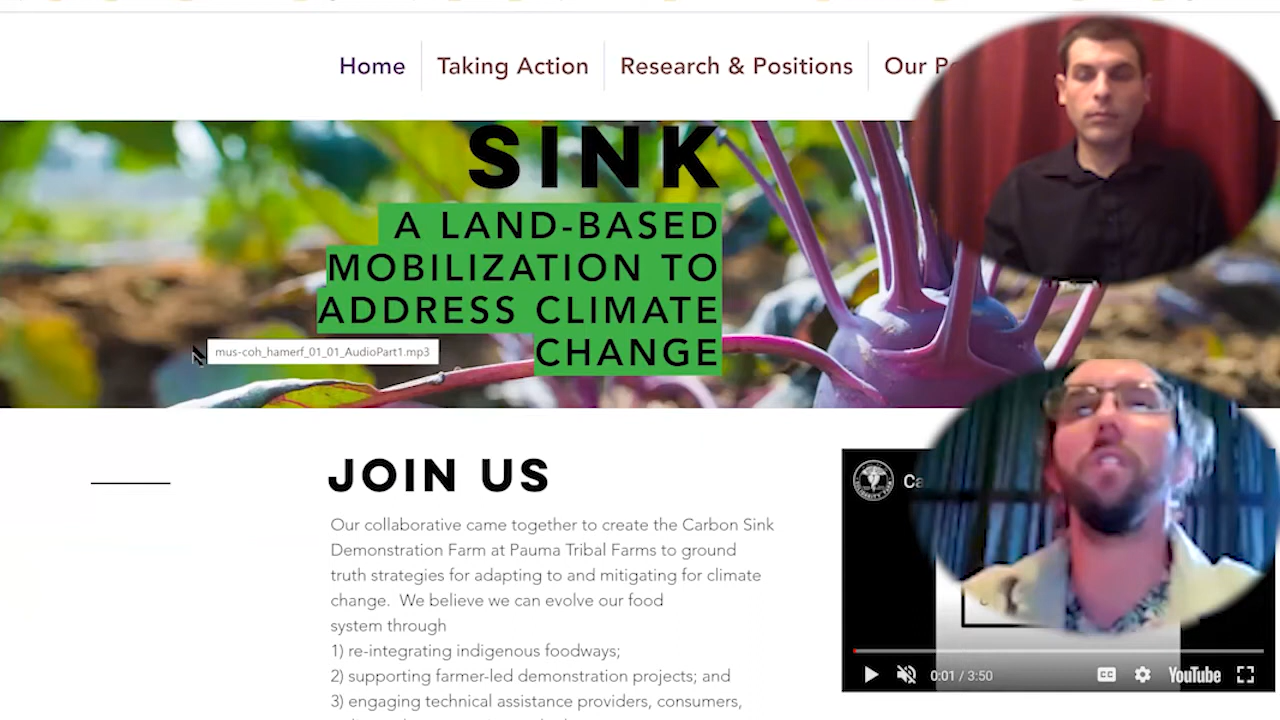 Home
Taking Action
Research & Positions
Our
SINK
A LAND-BASED
MOBILIZATION TO
ADDRESS CLIMATE
CHANGE
mus-coh_hamerf_01_01_AudioPart1.mp3
JOIN US
Our collaborative came together to create the Carbon Sink
Demonstration Farm at Pauma Tribal Farms to ground
truth strategies for adapting to and mitigating for climate
change. We believe we can evolve our food
system through
1) re-integrating indigenous foodways;
2) supporting farmer-led demonstration projects; and
3) engaging technical assistance providers, consumers,
Ca
0:01 / 3:50
CC
YouTube